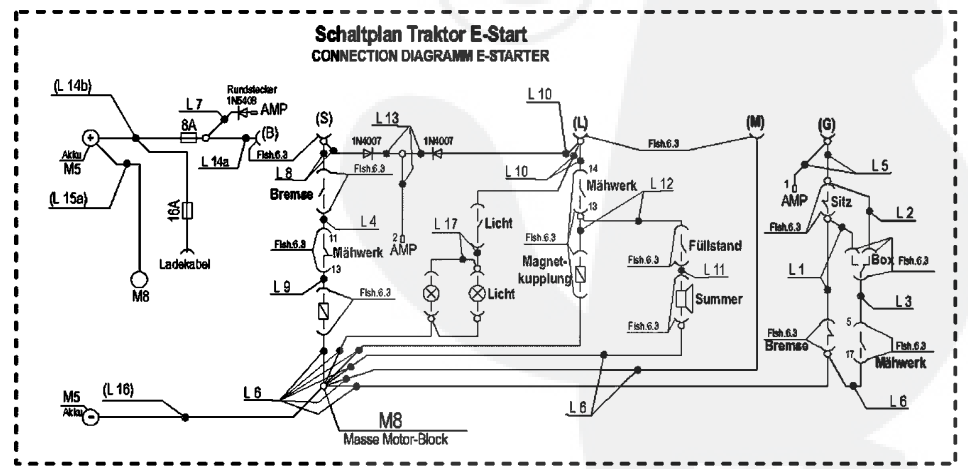 Schaltplan Traktor E-Start
CONNECTION DIAGRAMM E-STARTER
(L 14b)
L 7
Rundstecker
1N5408
AMP
8A
(B)
(S)
L 13
1N4007
1N4007
L 10
(L)
(M)
(G)
Flsh.6.3
Akku
M5
L 14a
Flsh.6.3
L 8
Flsh.6.3
L 10
14
Mähwerk
L 12
L 5
1
AMP
Bremse
(L 15a)
16A
L 4
Licht
13
Flsh.6.3
Sitz
L 2
Flsh.6.3
11
Mähwerk
13
2
AMP
L 17
Flsh.6.3
Füllstand
Magnet-
kupplung
L 11
L 1
Box
Flsh.6.3
Ladekabel
M8
L 9
Flsh.6.3
Licht
Summer
L 3
Flsh.6.3
Flsh.6.3
Bremse
5
Flsh.6.3
17
Mähwerk
M5
Akku
(L 16)
L 6
L 6
L 6
M8
Masse Motor-Block